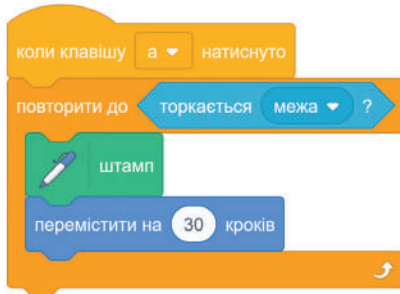 коли клавішу а натиснуто
повторити до торкається межа ?
штамп
перемістити на 30 кроків